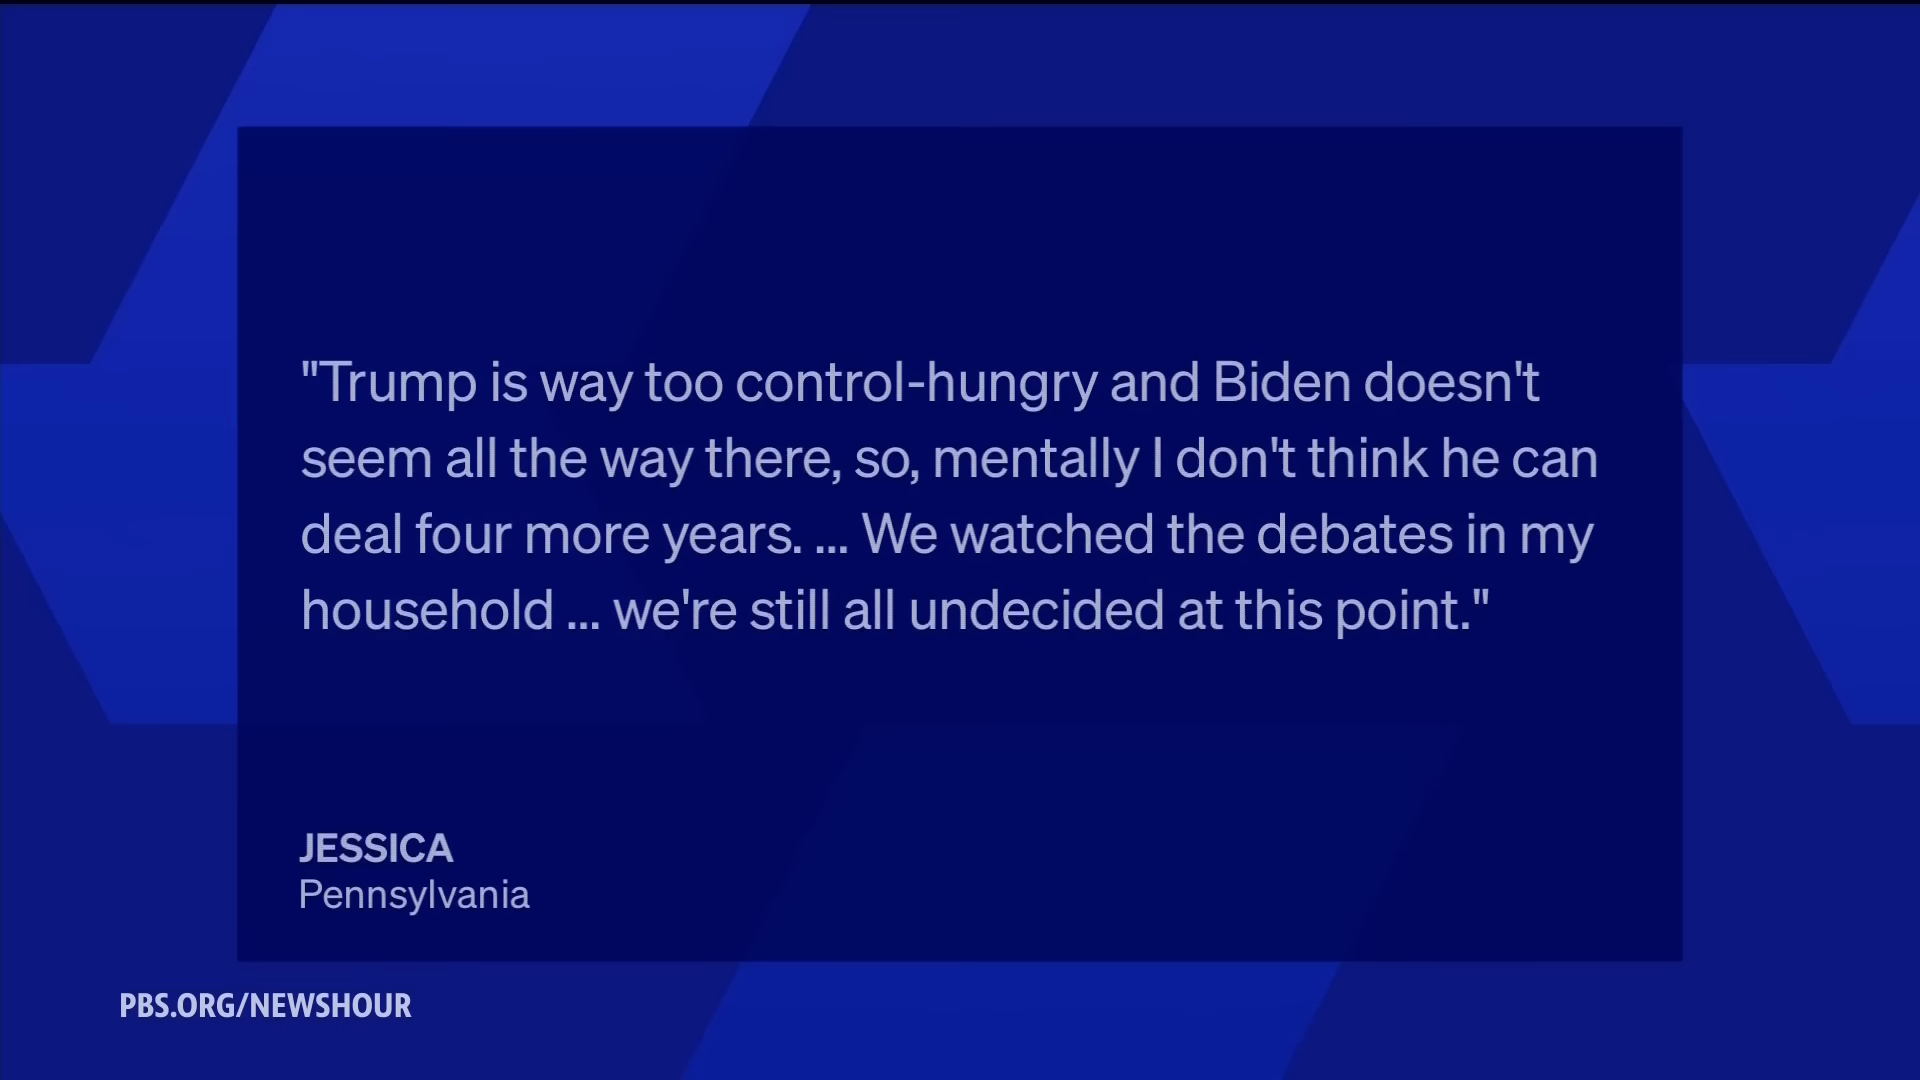 "Trump is way too control-hungry and Biden doesn't
seem all the way there, so, mentally I don't think he can
deal four more years. ... We watched the debates in my
household ... we're still all undecided at this point."
JESSICA
Pennsylvania
PBS.ORG/NEWSHOUR